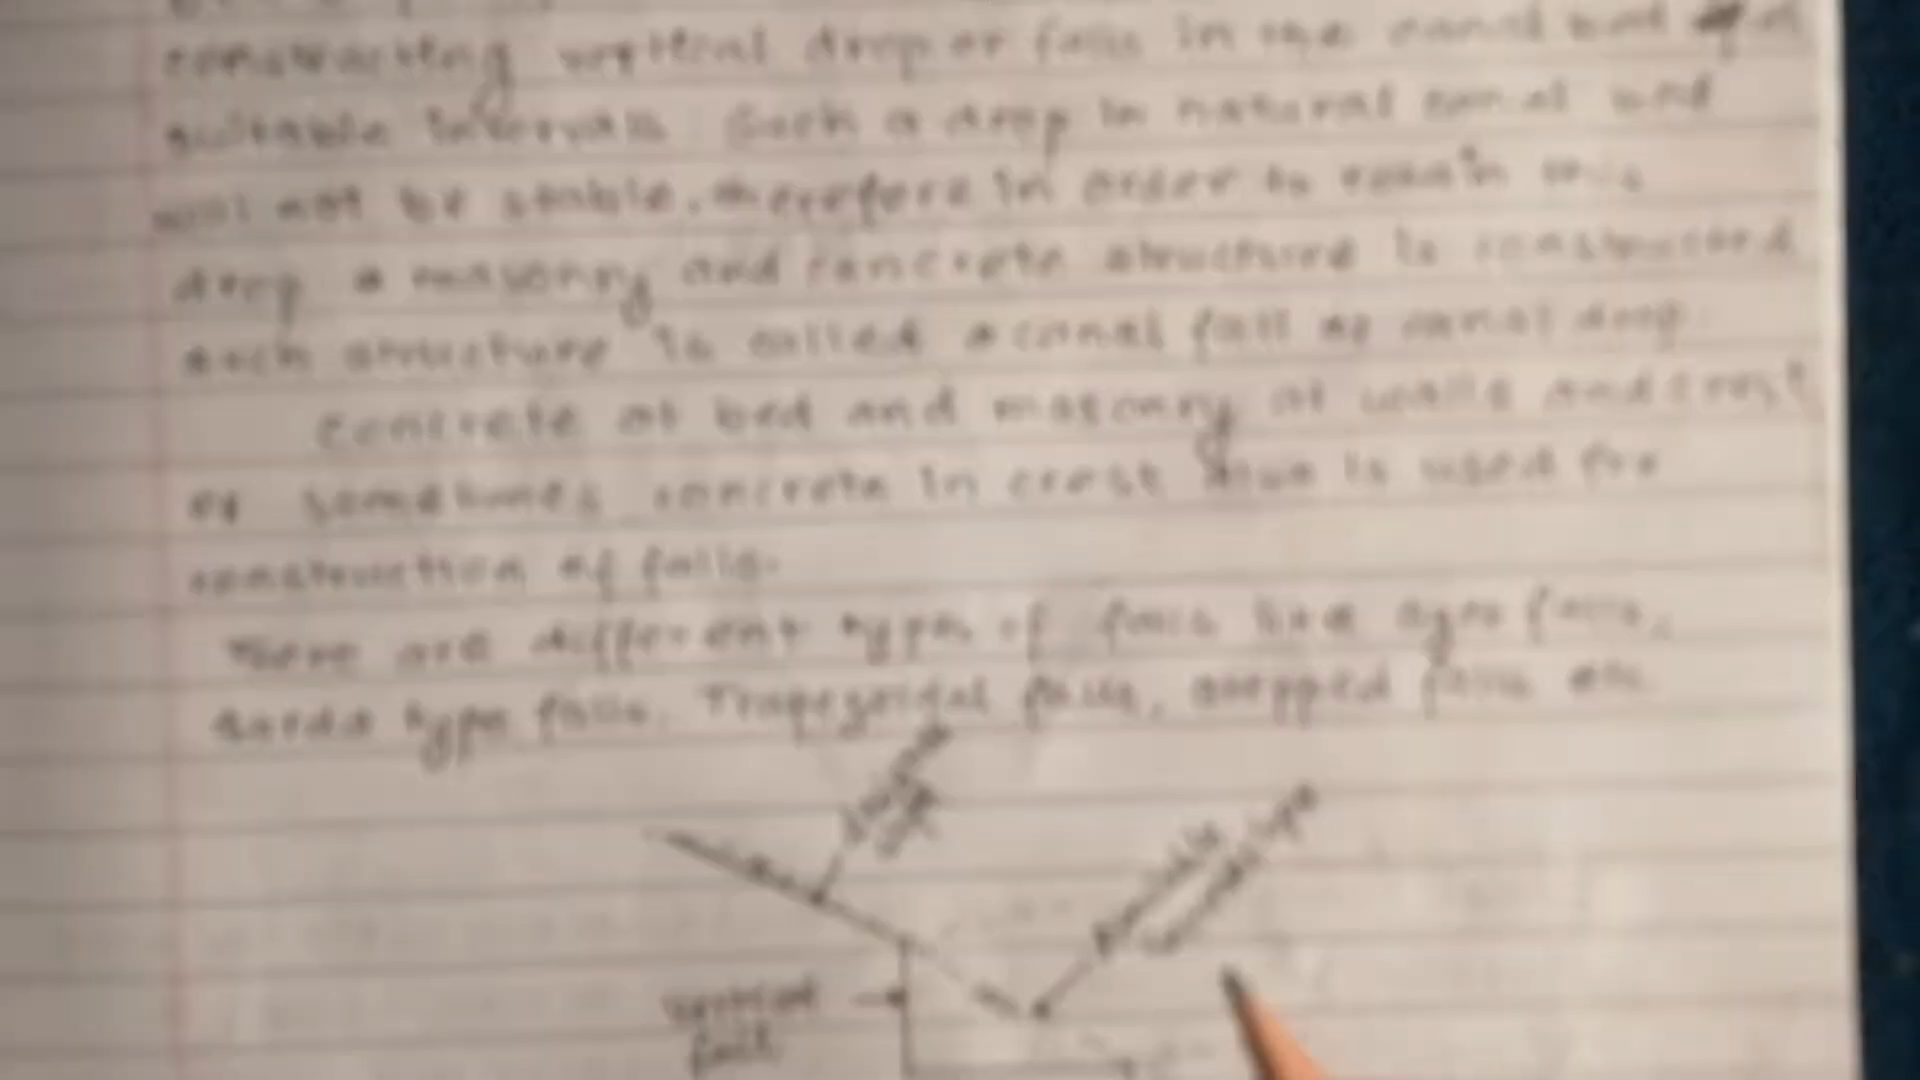 constructing vertical drop or falls in the canal bed at
suitable intervals. Such a drop in natural canal bed
will not be stable, therefore in order to retain this
drop a masonry and concrete structure is constructed
such structure is called a canal fall or canal drop.
concrete at bed and masonry at walls and crest
or sometimes concrete in crest also is used for
construction of falls.
There are different types of falls like ogee falls,
sarda type falls, Trapezoidal falls, stepped falls etc.
vertical
fall